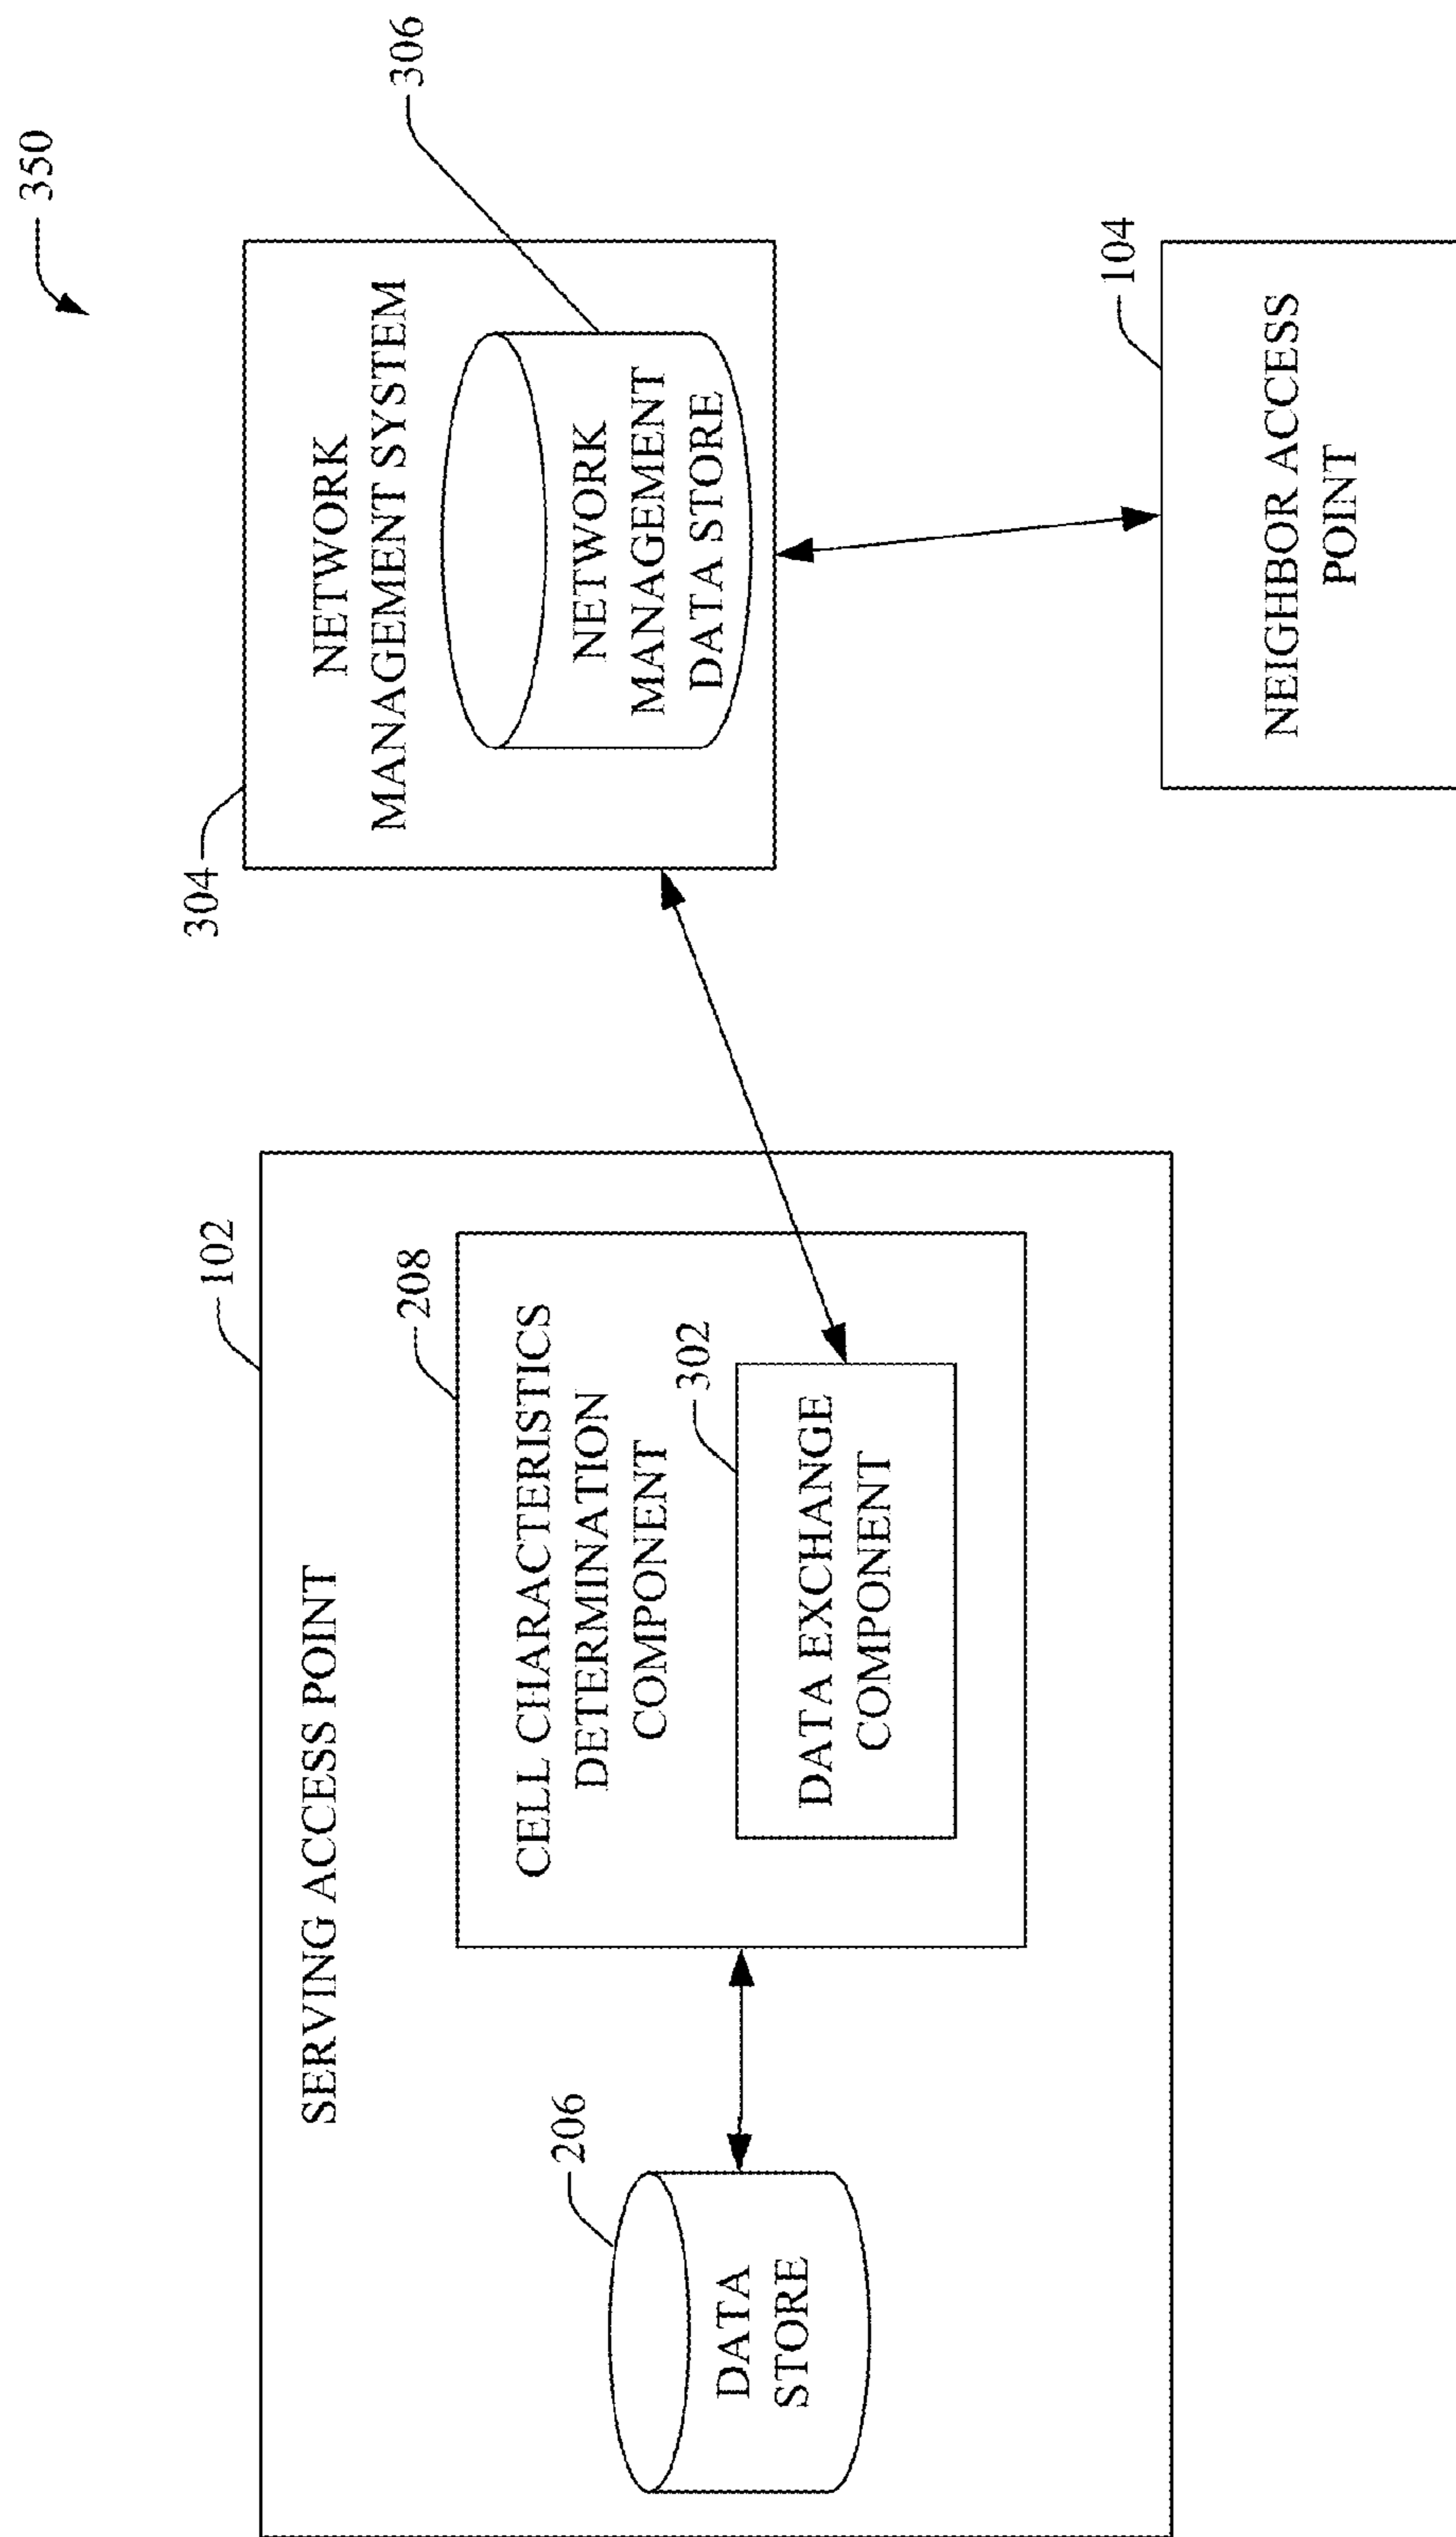 350
SERVING ACCESS POINT
102
CELL CHARACTERISTICS
DETERMINATION
COMPONENT
208
302
DATA EXCHANGE
COMPONENT
206
DATA
STORE
304
NETWORK
MANAGEMENT SYSTEM
306
NETWORK
MANAGEMENT
DATA STORE
104
NEIGHBOR ACCESS
POINT